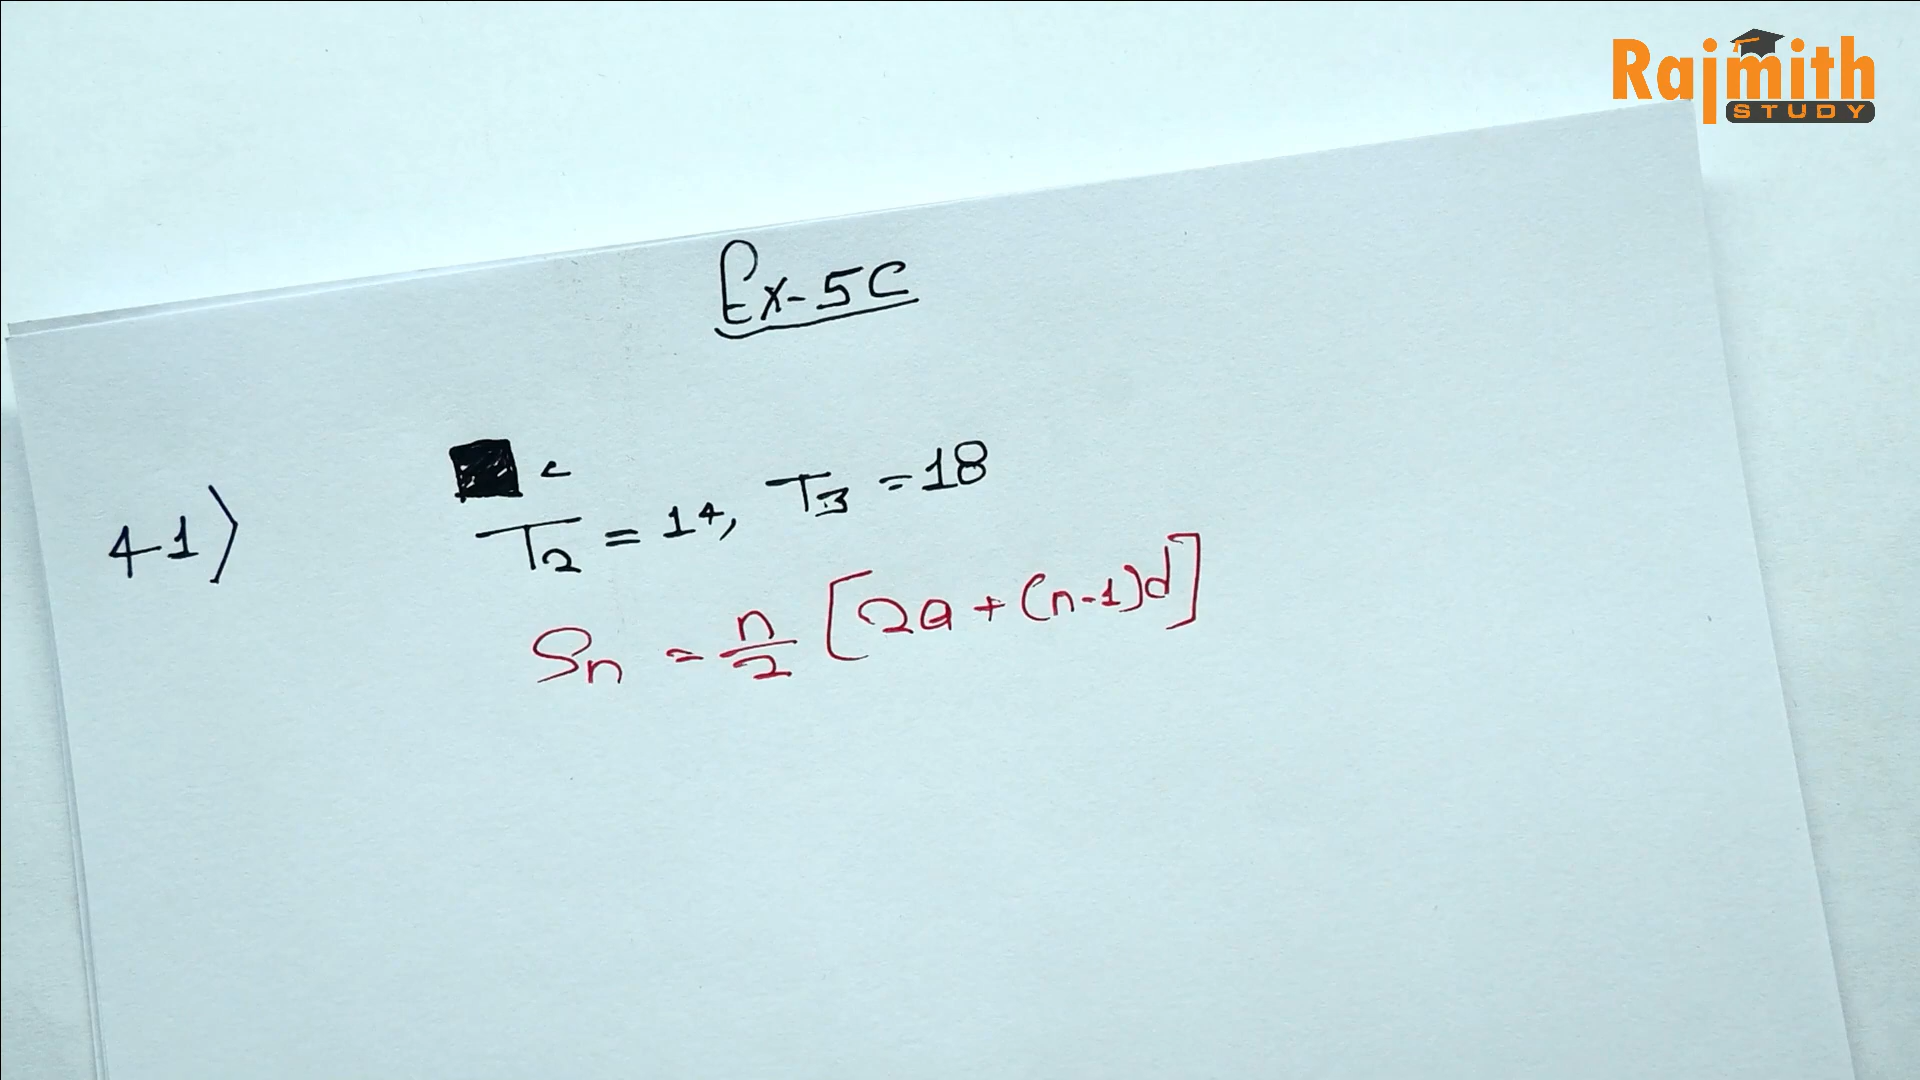 Rajmith
STUDY
Ex-5C
41) T₂ = 14, T₃ = 18
Sn = n/2 [2a + (n-1)d]